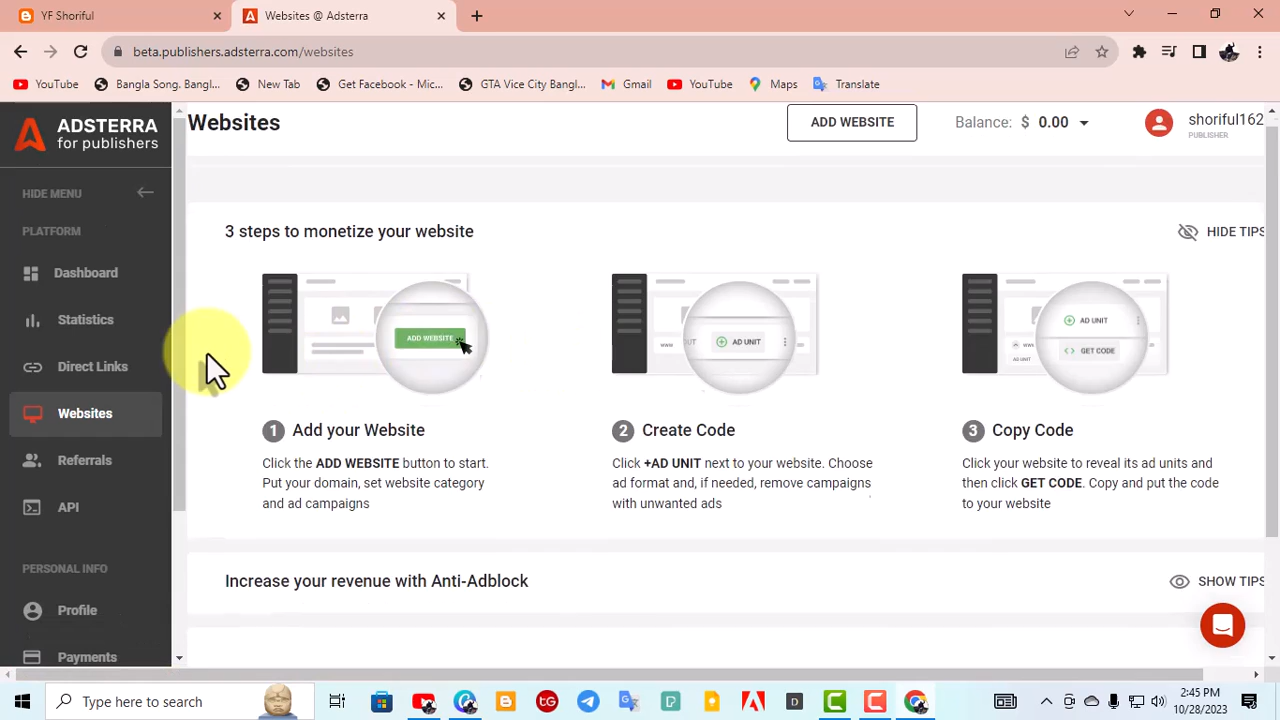 YF Shoriful
Websites @ Adsterra
beta.publishers.adsterra.com/websites
YouTube
Bangla Song. Bangl...
New Tab
Get Facebook - Mic...
GTA Vice City Bangl...
Gmail
YouTube
Maps
Translate
ADSTERRA
for publishers
Websites
ADD WEBSITE
Balance: $ 0.00
shoriful162
PUBLISHER
HIDE MENU
PLATFORM
Dashboard
Statistics
Direct Links
Websites
Referrals
API
PERSONAL INFO
Profile
Payments
3 steps to monetize your website
HIDE TIPS
ADD WEBSITE
www
OUT
AD UNIT
www
AD UNIT
AD UNIT
GET CODE
1 Add your Website
Click the ADD WEBSITE button to start.
Put your domain, set website category
and ad campaigns
2 Create Code
Click +AD UNIT next to your website. Choose
ad format and, if needed, remove campaigns
with unwanted ads
3 Copy Code
Click your website to reveal its ad units and
then click GET CODE. Copy and put the code
to your website
Increase your revenue with Anti-Adblock
SHOW TIPS
Type here to search
2:45 PM
10/28/2023